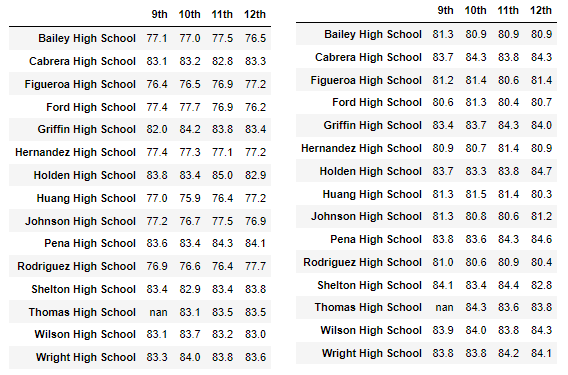 9th 10th 11th 12th
Bailey High School 77.1 77.0 77.5 76.5
Cabrera High School 83.1 83.2 82.8 83.3
Figueroa High School 76.4 76.5 76.9 77.2
Ford High School 77.4 77.7 76.9 76.2
Griffin High School 82.0 84.2 83.8 83.4
Hernandez High School 77.4 77.3 77.1 77.2
Holden High School 83.8 83.4 85.0 82.9
Huang High School 77.0 75.9 76.4 77.2
Johnson High School 77.2 76.7 77.5 76.9
Pena High School 83.6 83.4 84.3 84.1
Rodriguez High School 76.9 76.6 76.4 77.7
Shelton High School 83.4 82.9 83.4 83.8
Thomas High School nan 83.1 83.5 83.5
Wilson High School 83.1 83.7 83.2 83.0
Wright High School 83.3 84.0 83.8 83.6
9th 10th 11th 12th
Bailey High School 81.3 80.9 80.9 80.9
Cabrera High School 83.7 84.3 83.8 84.3
Figueroa High School 81.2 81.4 80.6 81.4
Ford High School 80.6 81.3 80.4 80.7
Griffin High School 83.4 83.7 84.3 84.0
Hernandez High School 80.9 80.7 81.4 80.9
Holden High School 83.7 83.3 83.8 84.7
Huang High School 81.3 81.5 81.4 80.3
Johnson High School 81.3 80.8 80.6 81.2
Pena High School 83.8 83.6 84.3 84.6
Rodriguez High School 81.0 80.6 80.9 80.4
Shelton High School 84.1 83.4 84.4 82.8
Thomas High School nan 84.3 83.6 83.8
Wilson High School 83.9 84.0 83.8 84.3
Wright High School 83.8 83.8 84.2 84.1